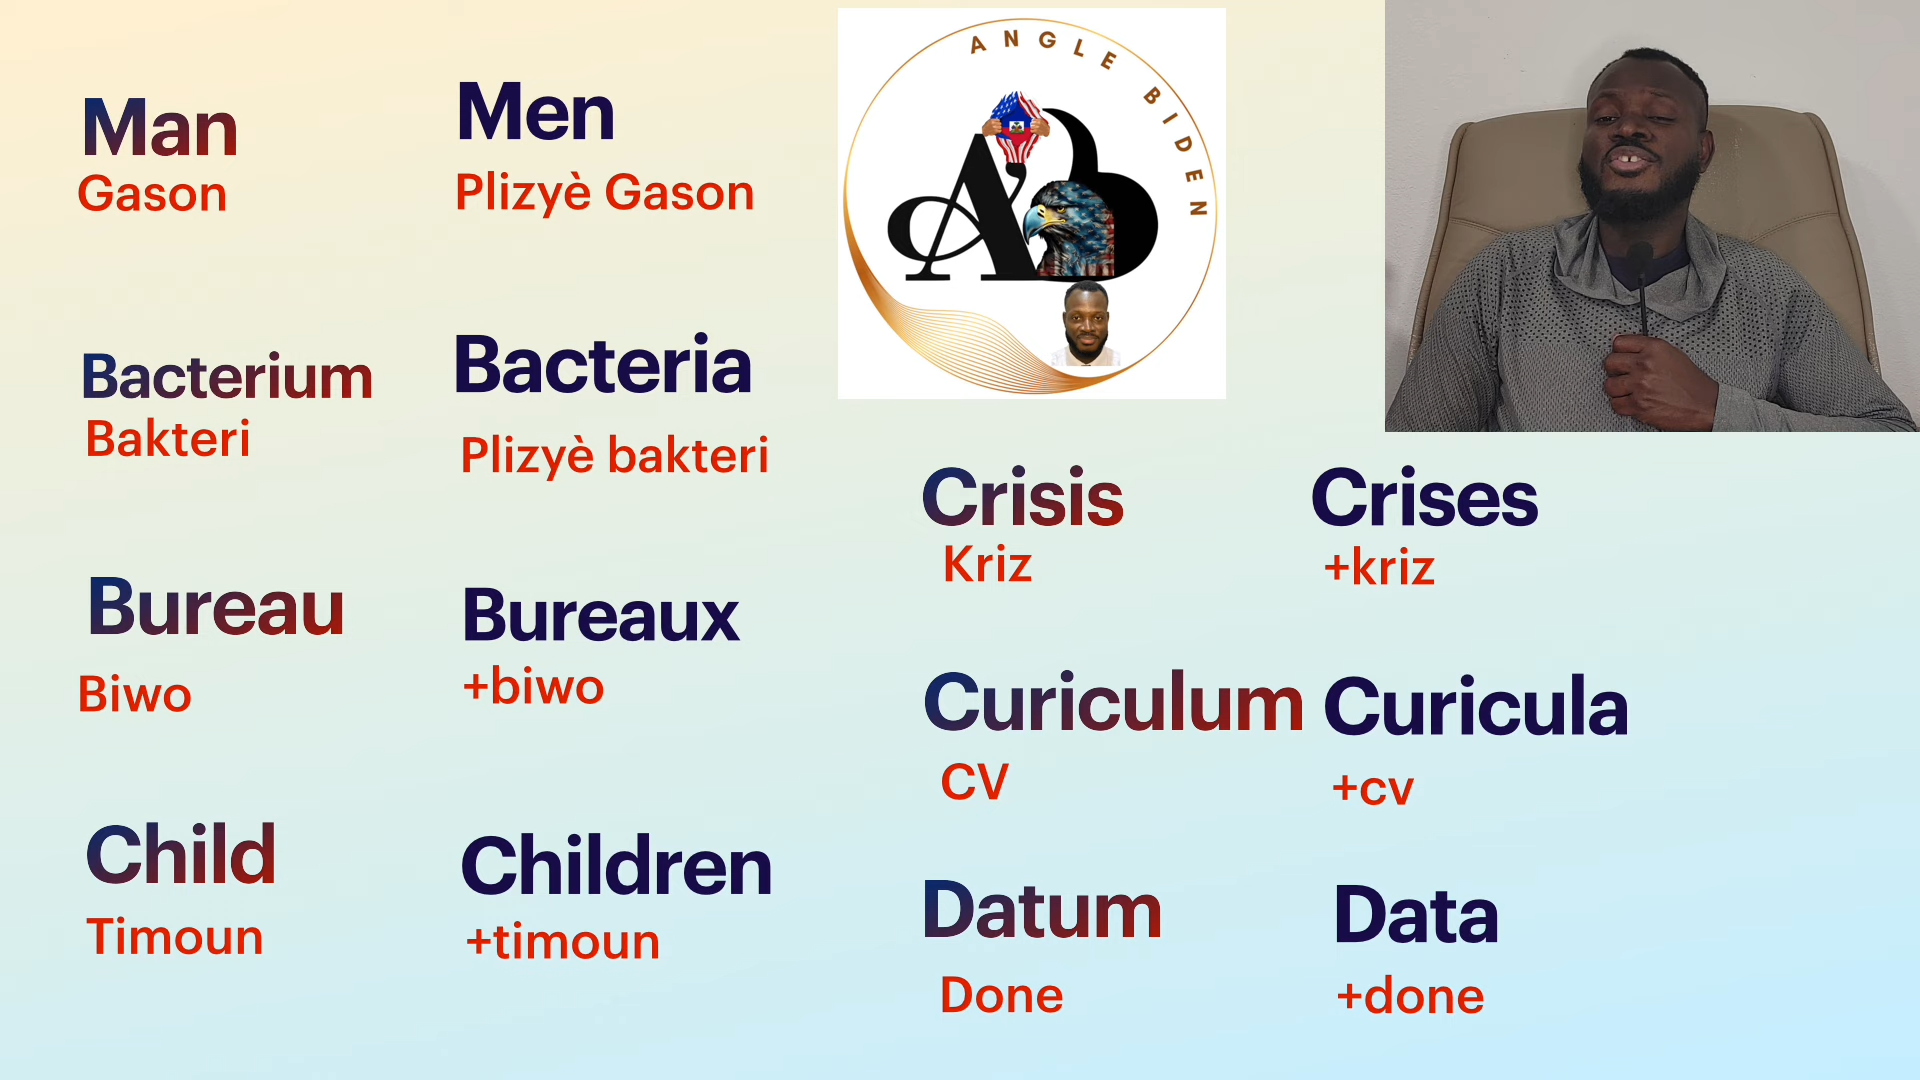 Man
Gason
Men
Plizyè Gason
ANGLE BIDEN
AB
Bacterium
Bakteri
Bacteria
Plizyè bakteri
Bureau
Biwo
Bureaux
+biwo
Child
Timoun
Children
+timoun
Crisis
Kriz
Crises
+kriz
Curiculum
CV
Curicula
+cv
Datum
Done
Data
+done